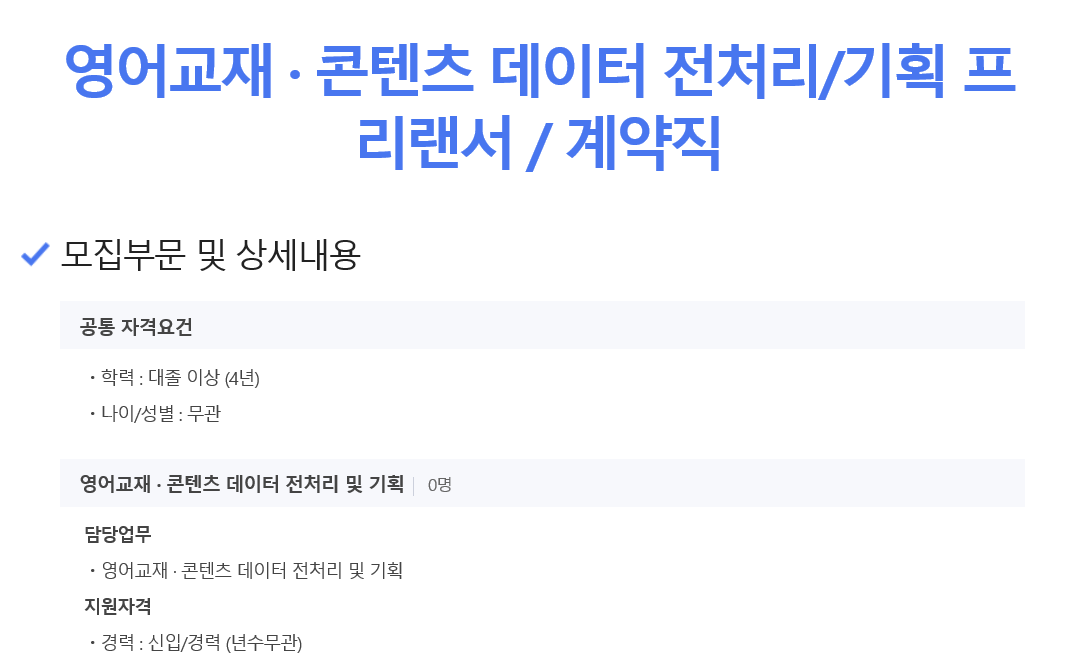 영어교재 · 콘텐츠 데이터 전처리/기획 프
리랜서 / 계약직
모집부문 및 상세내용
공통 자격요건
· 학력 : 대졸 이상 (4년)
· 나이/성별 : 무관
영어교재 · 콘텐츠 데이터 전처리 및 기획 | 0명
담당업무
· 영어교재 · 콘텐츠 데이터 전처리 및 기획
지원자격
· 경력 : 신입/경력 (년수무관)